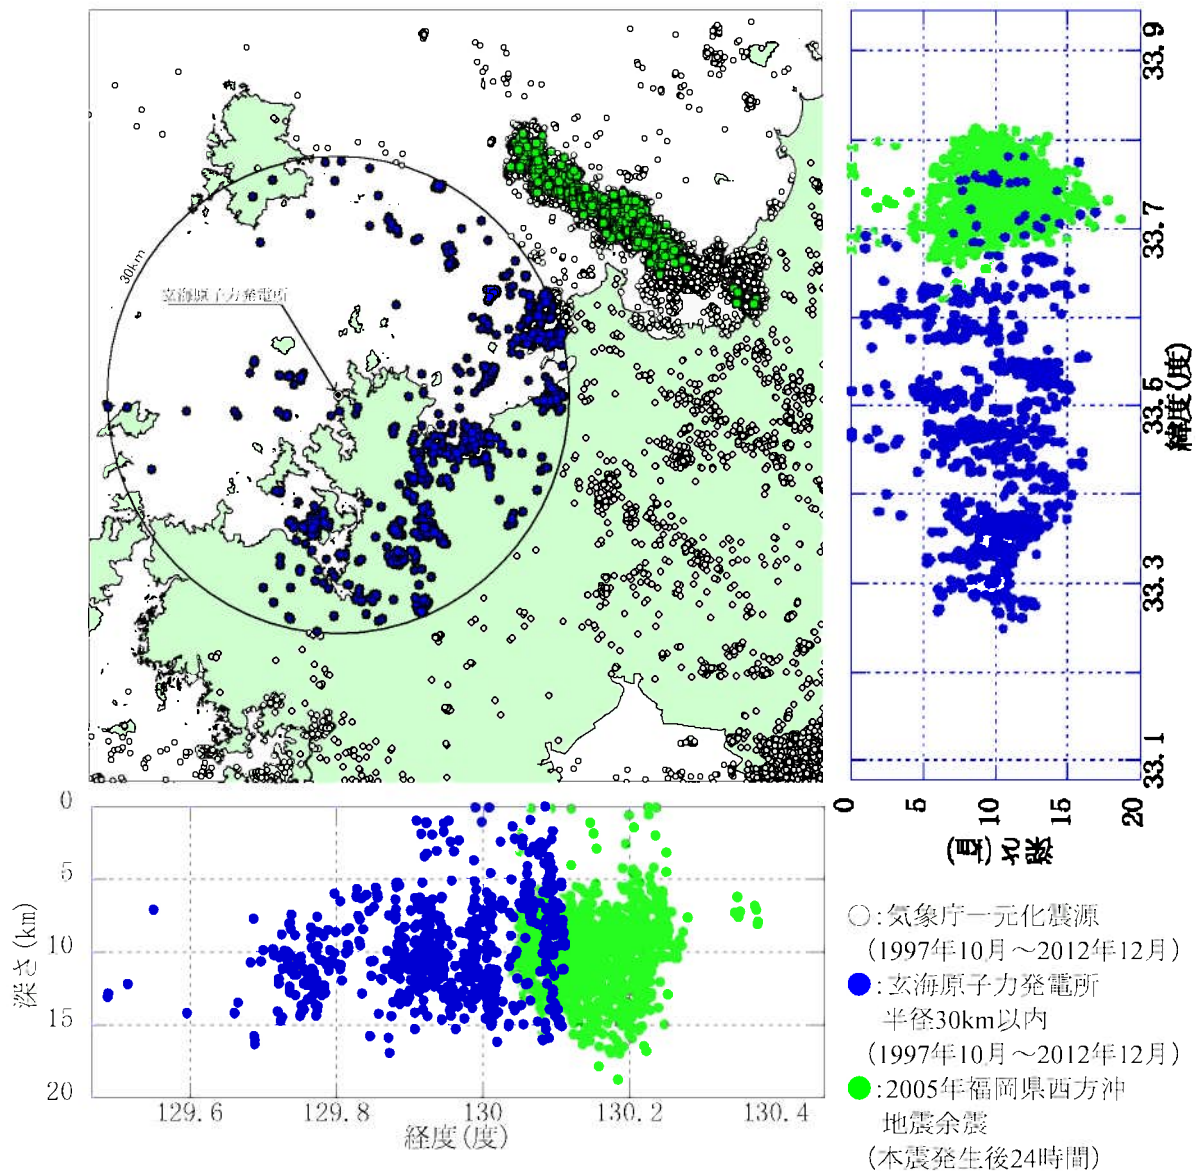 30km
玄海原子力発電所
33.9
33.7
33.5
33.3
33.1
緯度(度)
0 5 10 15 20
深さ(km)
0
5
10
15
20
深さ(km)
129.6 129.8 130 130.2 130.4
経度(度)
○:気象庁一元化震源
(1997年10月～2012年12月)
●:玄海原子力発電所
半径30km以内
(1997年10月～2012年12月)
●:2005年福岡県西方沖
地震余震
(本震発生後24時間)